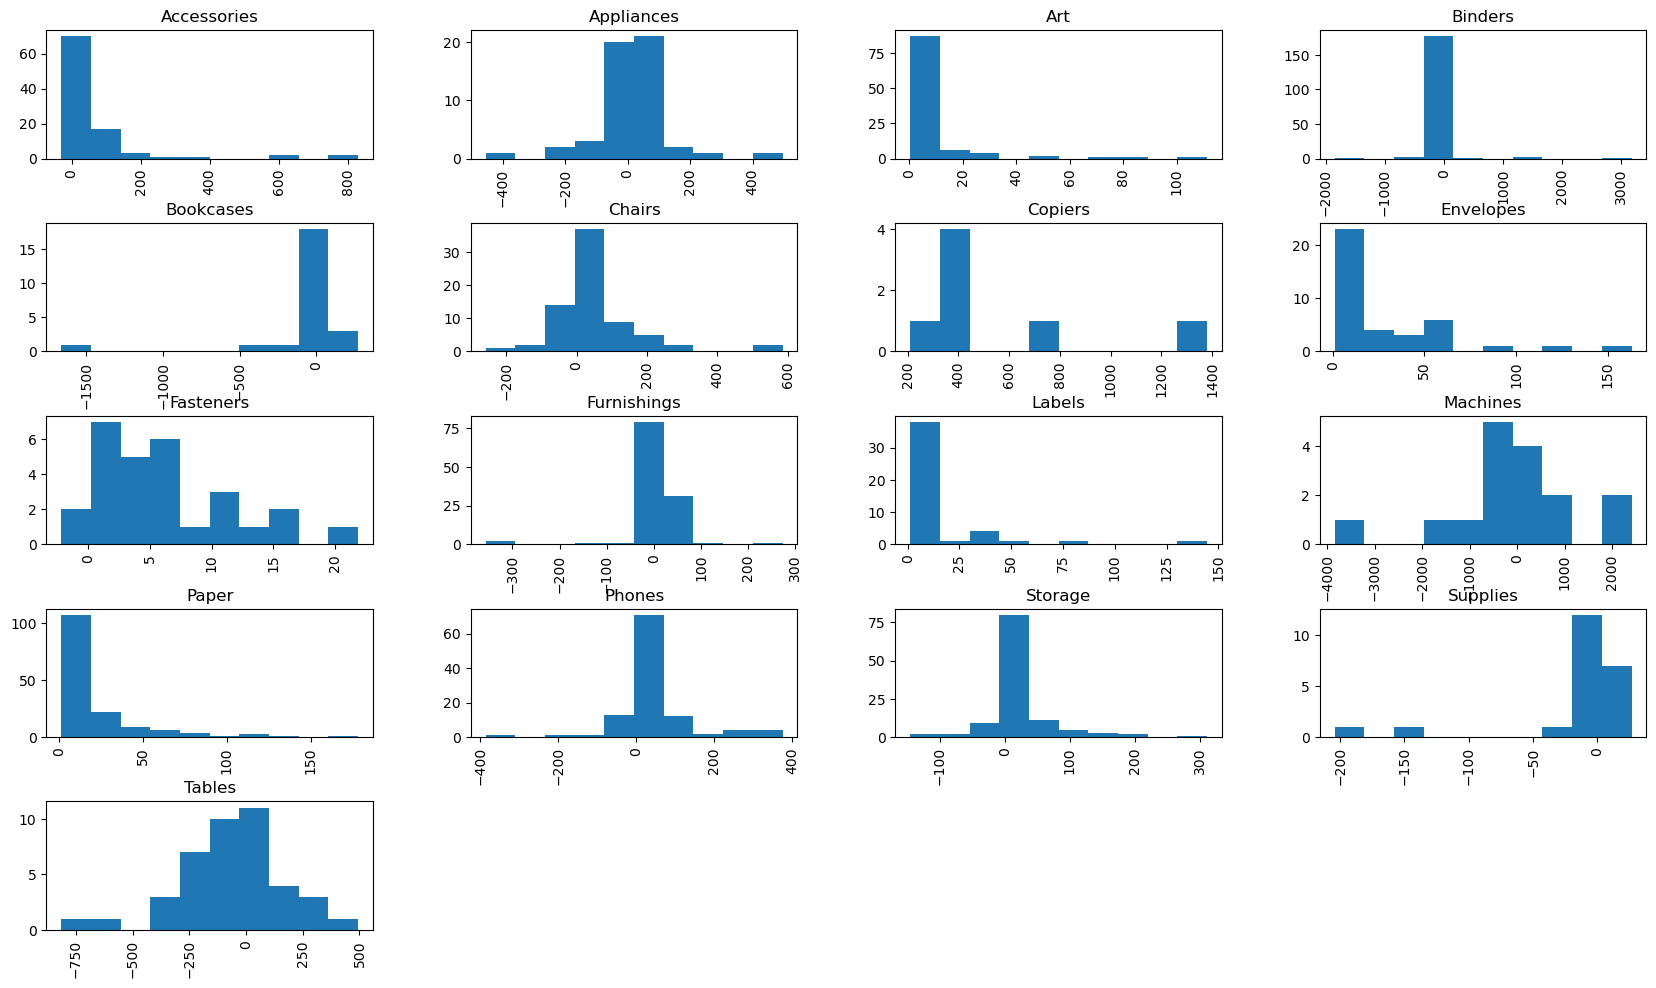 Accessories
60
40
20
0
0 200 400 600 800
Appliances
20
10
0
−400 −200 0 200 400
Art
75
50
25
0
0 20 40 60 80 100
Binders
150
100
50
0
−2000 −1000 0 1000 2000 3000
Bookcases
15
10
5
0
−1500 −1000 −500 0
Chairs
30
20
10
0
−200 0 200 400 600
Copiers
4
2
0
200 400 600 800 1000 1200 1400
Envelopes
20
10
0
0 50 100 150
Fasteners
6
4
2
0
0 5 10 15 20
Furnishings
75
50
25
0
−300 −200 −100 0 100 200 300
Labels
30
20
10
0
0 25 50 75 100 125 150
Machines
4
2
0
−4000 −3000 −2000 −1000 0 1000 2000
Paper
100
50
0
0 50 100 150
Phones
60
40
20
0
−400 −200 0 200 400
Storage
75
50
25
0
−100 0 100 200 300
Supplies
10
5
0
−200 −150 −100 −50 0
Tables
10
5
0
−750 −500 −250 0 250 500